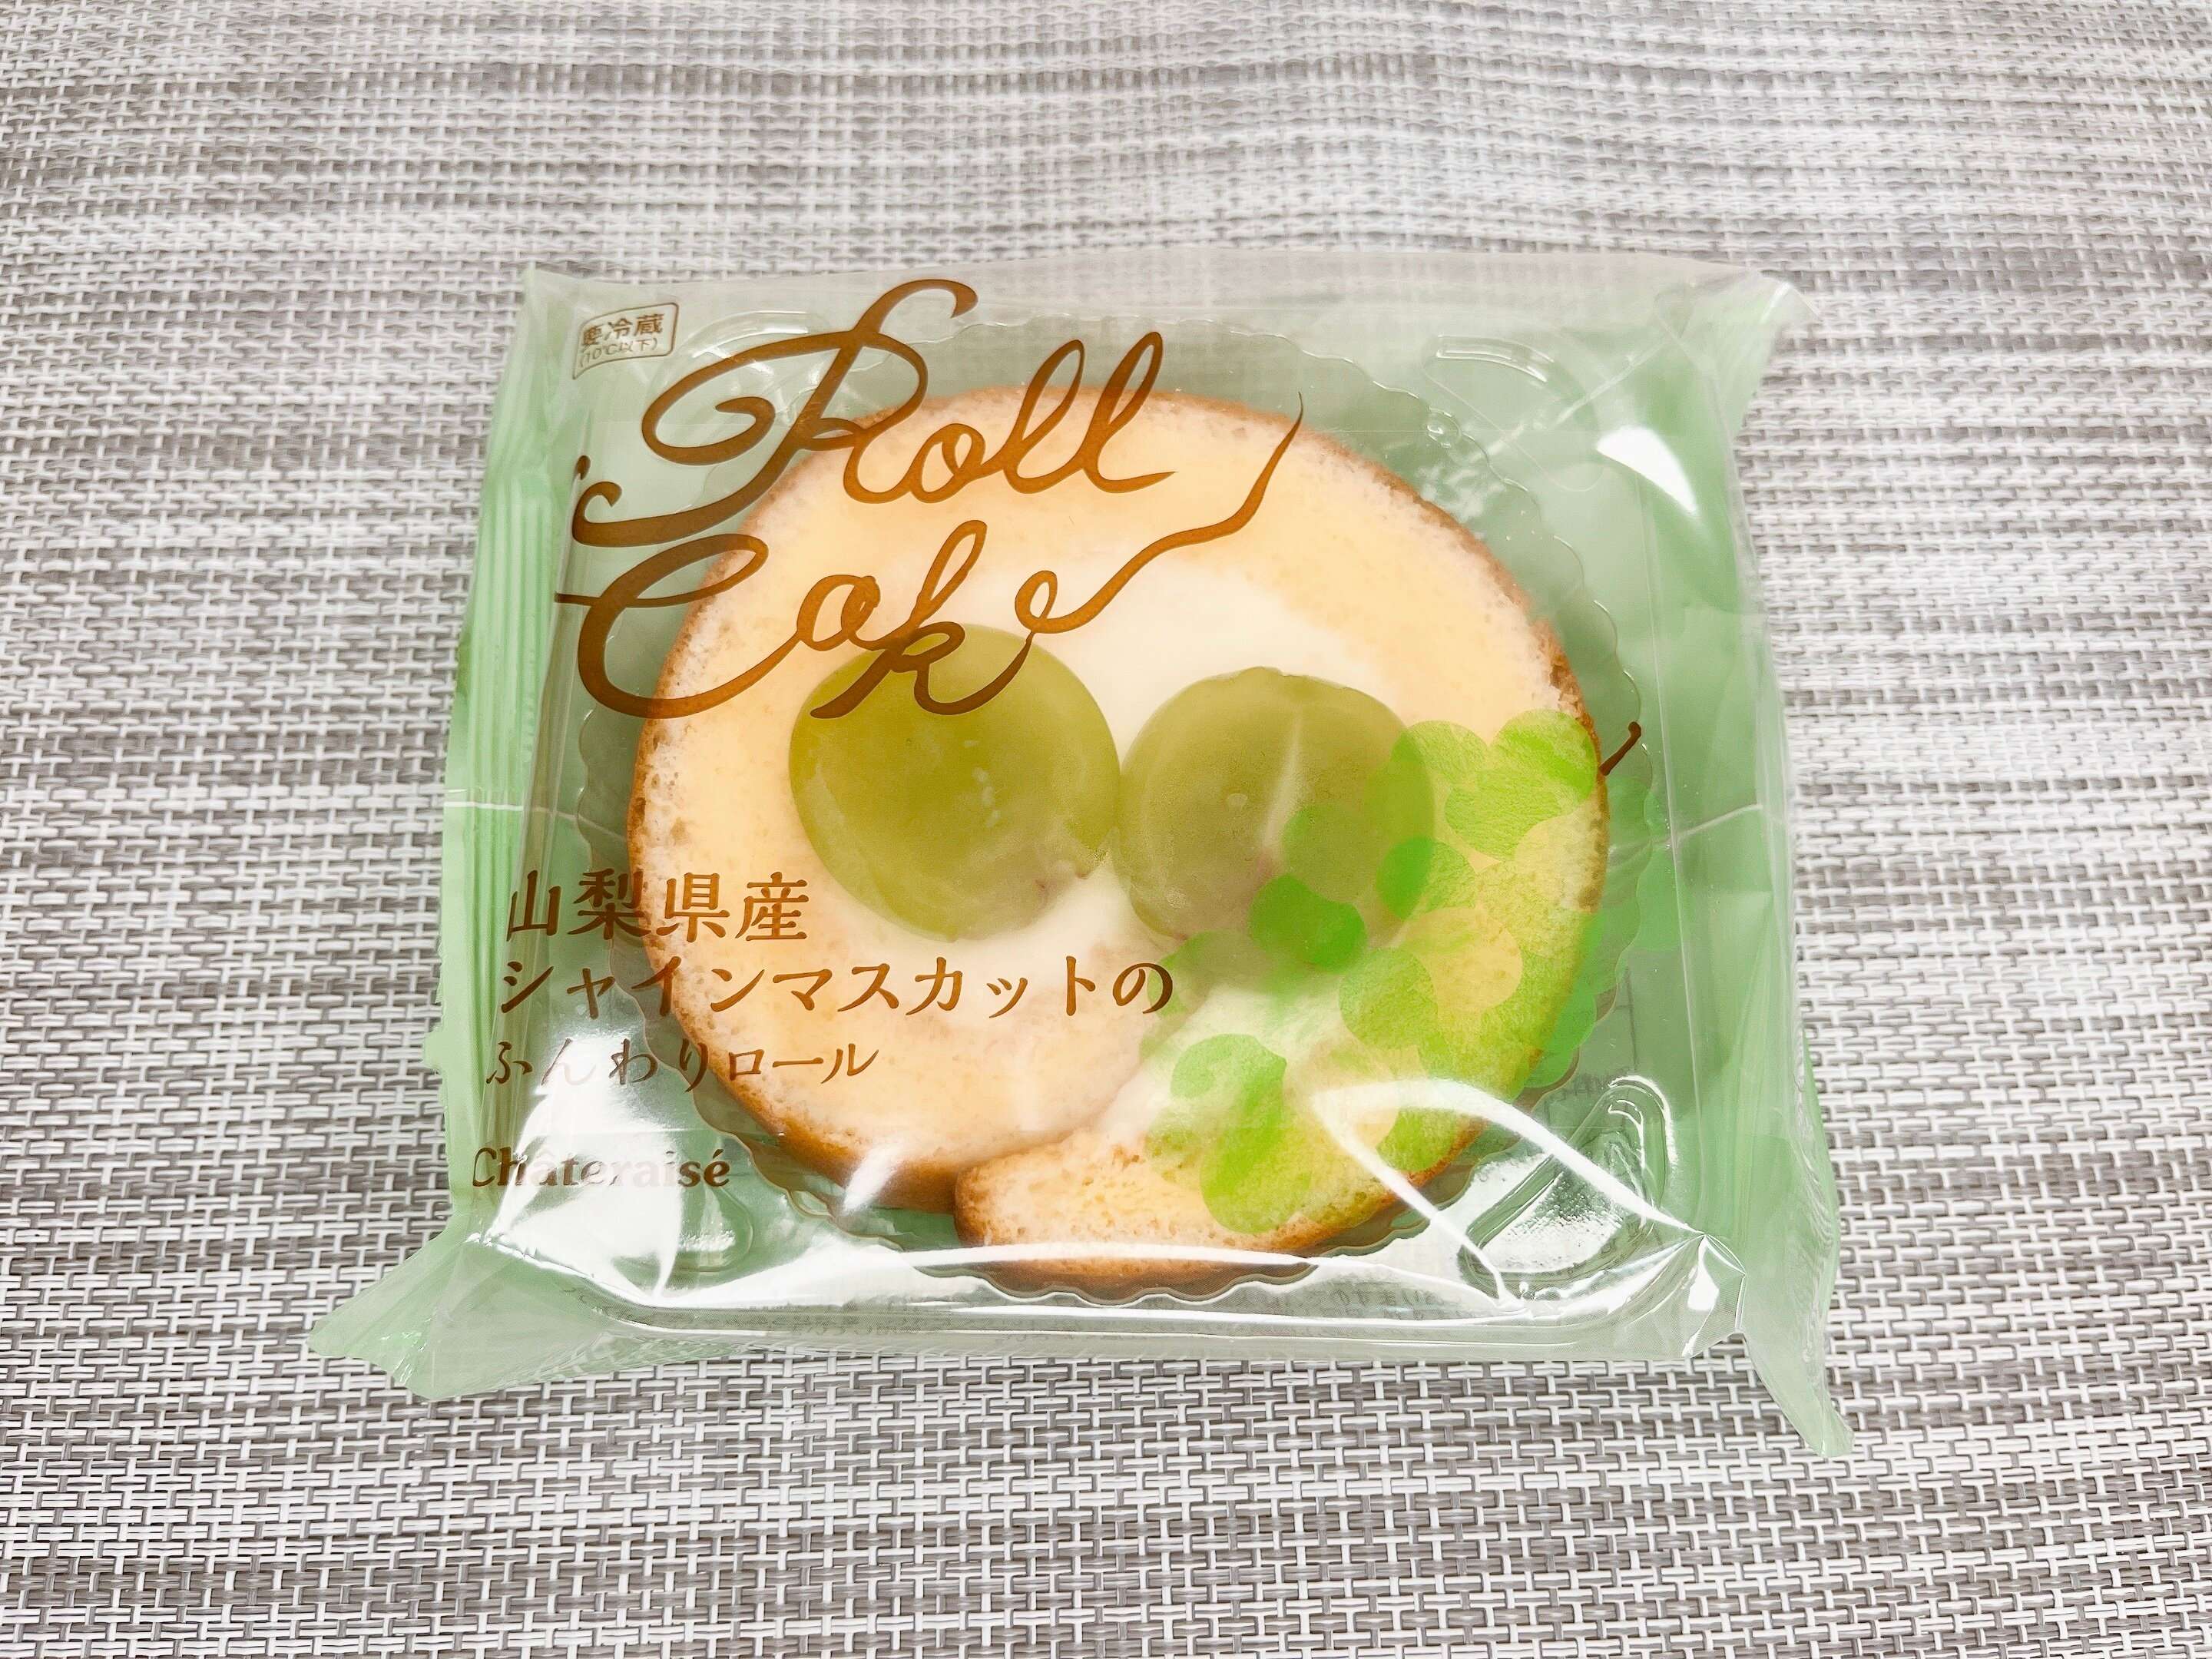 要冷蔵
(10℃以下)
Roll
Cake
山梨県産
シャインマスカットの
ふんわりロール
Châteraisé